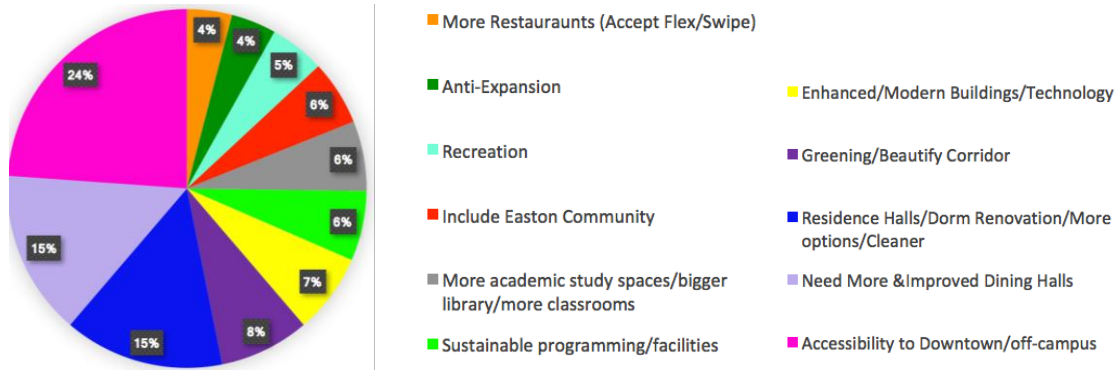 4%
4%
5%
6%
6%
6%
7%
8%
15%
15%
24%
More Restauraunts (Accept Flex/Swipe)
Anti-Expansion
Recreation
Include Easton Community
More academic study spaces/bigger
library/more classrooms
Sustainable programming/facilities
Enhanced/Modern Buildings/Technology
Greening/Beautify Corridor
Residence Halls/Dorm Renovation/More
options/Cleaner
Need More &Improved Dining Halls
Accessibility to Downtown/off-campus